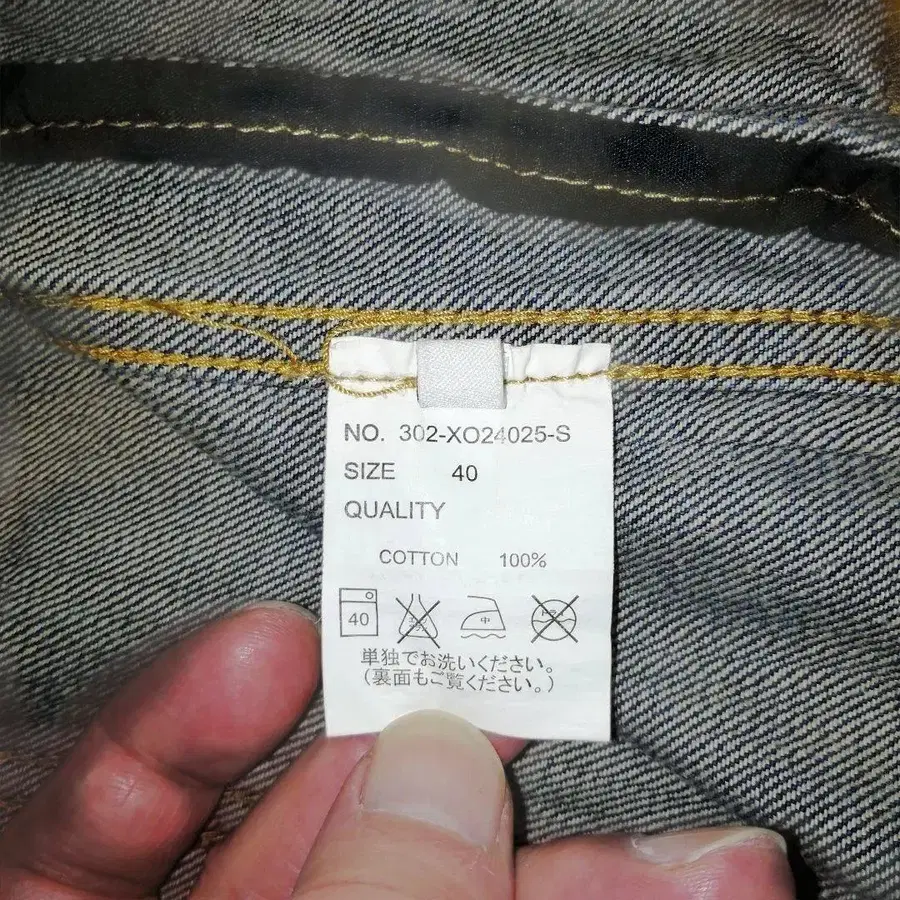 NO. 302-XO24025-S
SIZE 40
QUALITY
COTTON 100%
40 中
単独でお洗いください。
(裏面もご覧ください。)